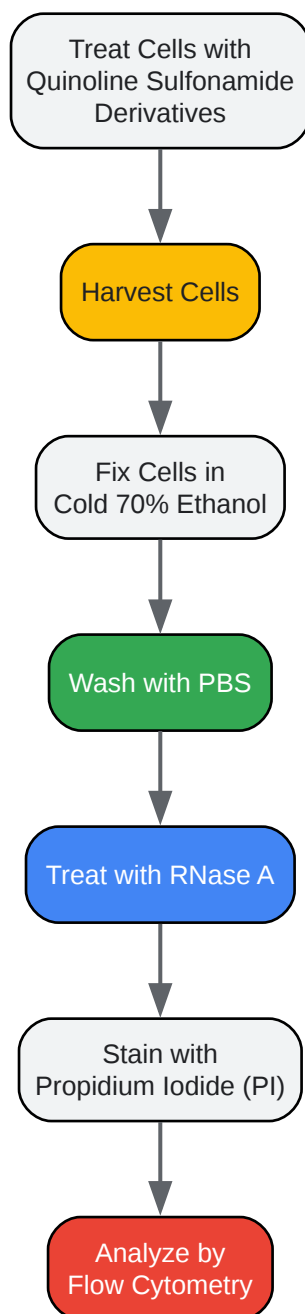 Treat Cells with
Quinoline Sulfonamide
Derivatives
Harvest Cells
Fix Cells in
Cold 70% Ethanol
Wash with PBS
Treat with RNase A
Stain with
Propidium Iodide (PI)
Analyze by
Flow Cytometry